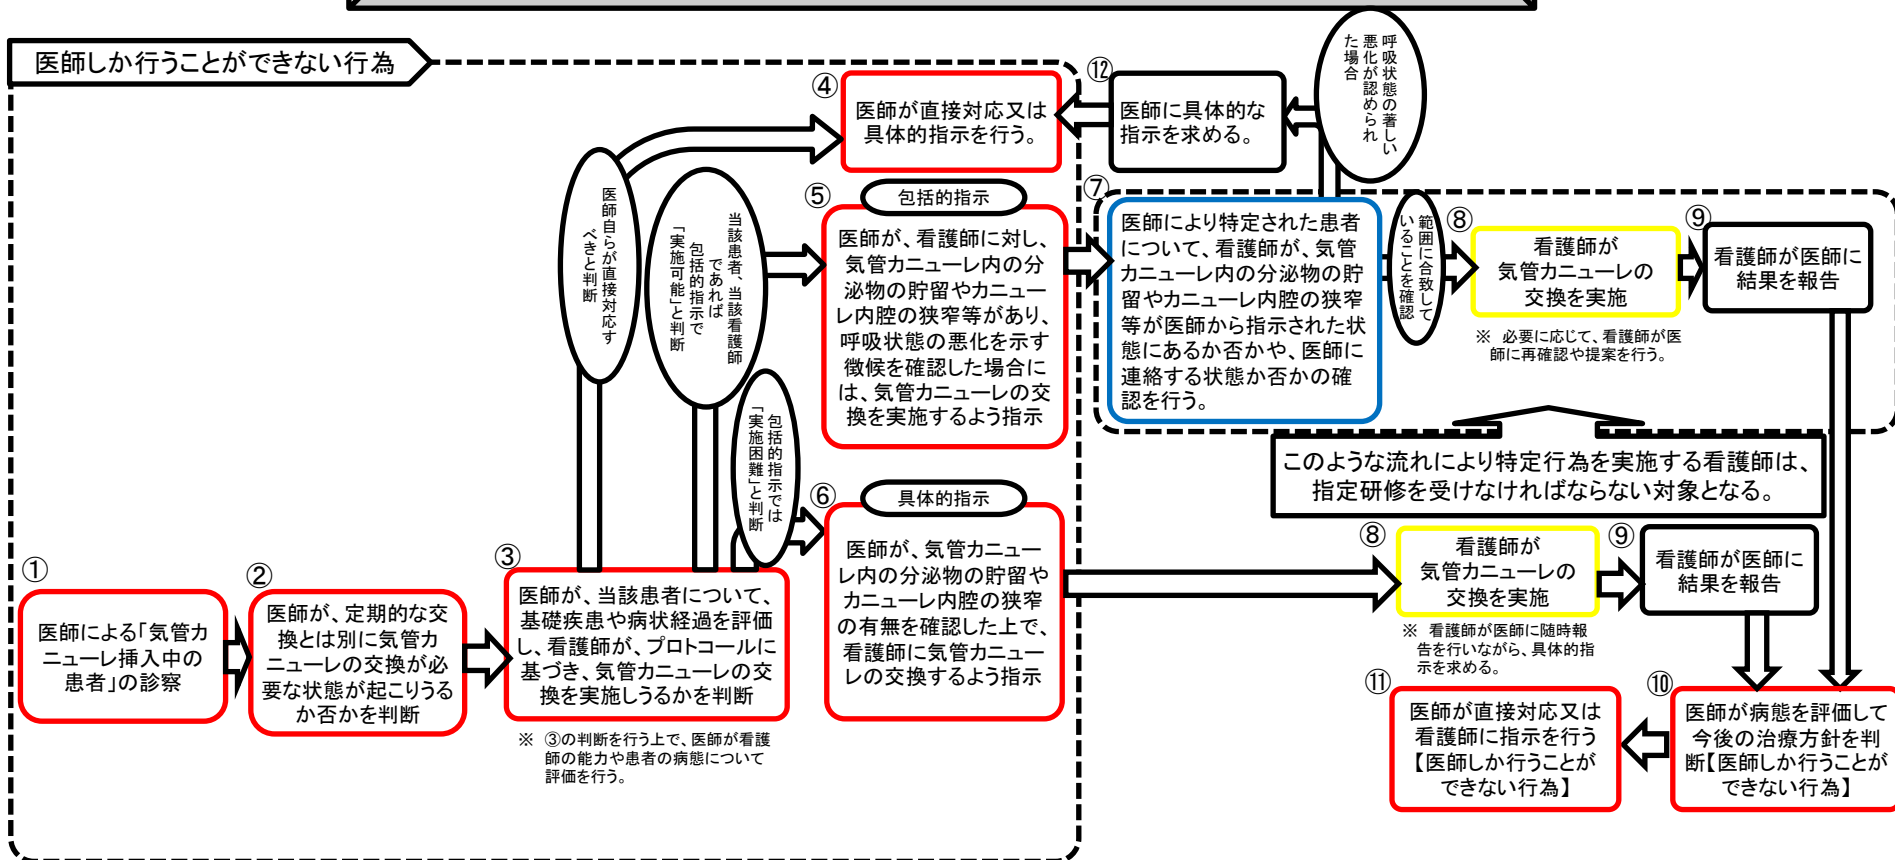 医師しか行うことができない行為
①
医師による「気管カ
ニューレ挿入中の
患者」の診察
②
医師が、定期的な交
換とは別に気管カ
ニューレの交換が必
要な状態が起こりうる
か否かを判断
③
医師が、当該患者について、
基礎疾患や病状経過を評価
し、看護師が、プロトコールに
基づき、気管カニューレの交
換を実施しうるかを判断
※ ③の判断を行う上で、医師が看護
師の能力や患者の病態について
評価を行う。
医師自らが直接対応す
べきと判断
当該患者、当該看護師
であれば
包括的指示で
「実施可能」と判断
包括的指示では
「実施困難」と判断
④
医師が直接対応又は
具体的指示を行う。
⑤
包括的指示
医師が、看護師に対し、
気管カニューレ内の分
泌物の貯留やカニュー
レ内腔の狭窄等があり、
呼吸状態の悪化を示す
徴候を確認した場合に
は、気管カニューレの交
換を実施するよう指示
⑥
具体的指示
医師が、気管カニュー
レ内の分泌物の貯留や
カニューレ内腔の狭窄
の有無を確認した上で、
看護師に気管カニュー
レの交換するよう指示
⑫
医師に具体的な
指示を求める。
呼吸状態の著しい
悪化が認められ
た場合
⑦
医師により特定された患者
について、看護師が、気管
カニューレ内の分泌物の貯
留やカニューレ内腔の狭窄
等が医師から指示された状
態にあるか否かや、医師に
連絡する状態か否かの確
認を行う。
範囲に合致して
いることを確認
⑧
看護師が
気管カニューレの
交換を実施
※ 必要に応じて、看護師が医
師に再確認や提案を行う。
⑨
看護師が医師に
結果を報告
このような流れにより特定行為を実施する看護師は、
指定研修を受けなければならない対象となる。
⑧
看護師が
気管カニューレの
交換を実施
※ 看護師が医師に随時報
告を行いながら、具体的指
示を求める。
⑨
看護師が医師に
結果を報告
⑩
医師が病態を評価して
今後の治療方針を判
断【医師しか行うことが
できない行為】
⑪
医師が直接対応又は
看護師に指示を行う
【医師しか行うことが
できない行為】